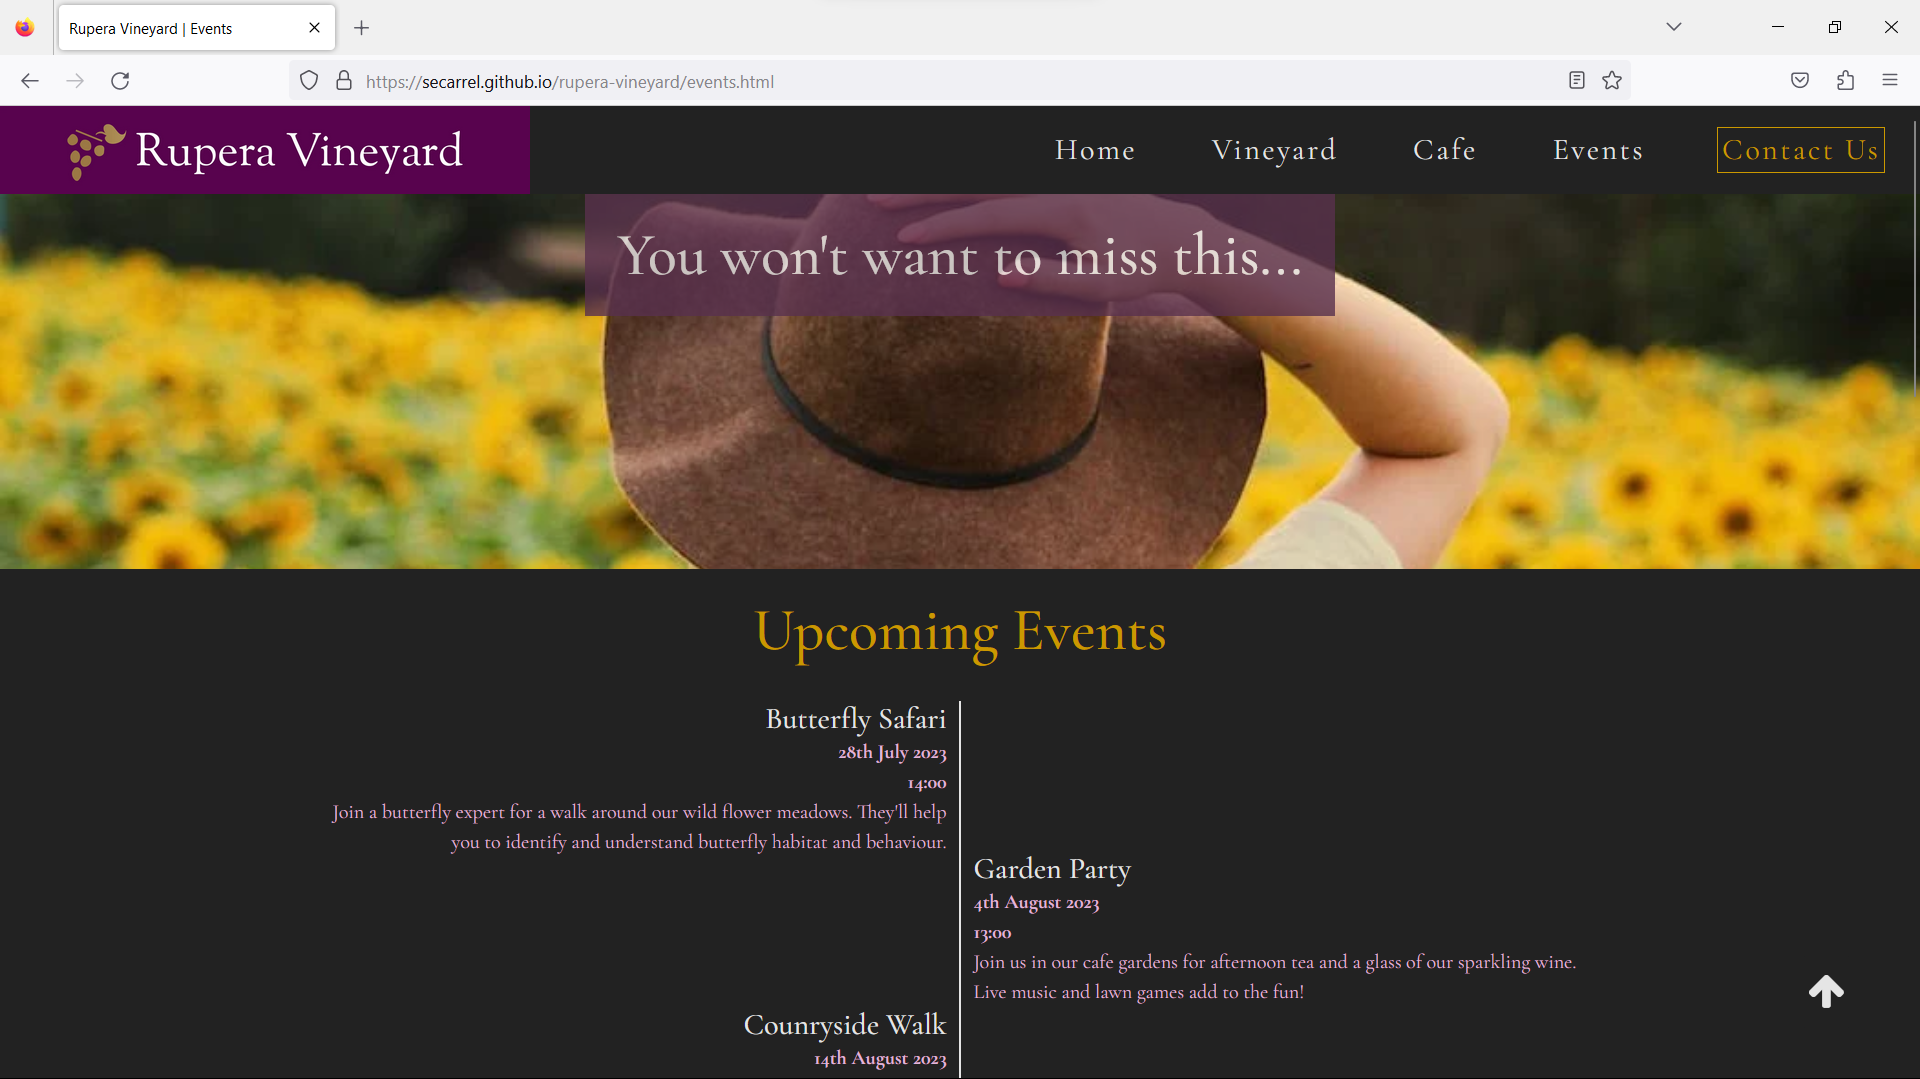 Rupera Vineyard | Events
https://secarrel.github.io/rupera-vineyard/events.html
Rupera Vineyard
Home Vineyard Cafe Events Contact Us
You won't want to miss this...
Upcoming Events
Butterfly Safari
28th July 2023
14:00
Join a butterfly expert for a walk around our wild flower meadows. They'll help
you to identify and understand butterfly habitat and behaviour.
Garden Party
4th August 2023
13:00
Join us in our cafe gardens for afternoon tea and a glass of our sparkling wine.
Live music and lawn games add to the fun!
Counryside Walk
14th August 2023